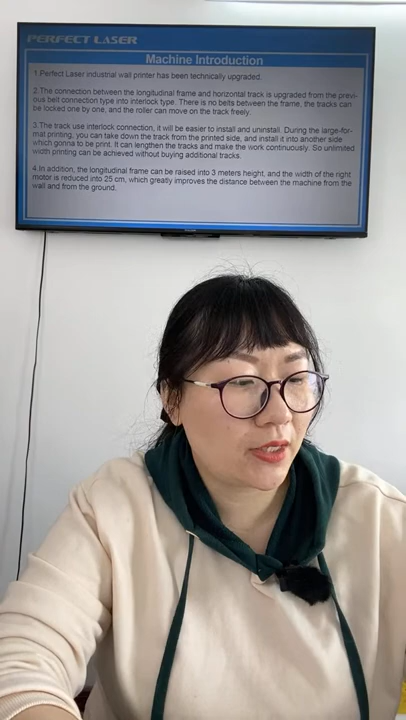 PERFECT LASER
Machine Introduction
1.Perfect Laser industrial wall printer has been technically upgraded.
2.The connection between the longitudinal frame and horizontal track is upgraded from the previ-
ous belt connection type into interlock type. There is no belts between the frame, the tracks can
be locked one by one, and the roller can move on the track freely.
3.The track use interlock connection, it will be easier to install and uninstall. During the large-for-
mat printing, you can take down the track from the printed side, and install it into another side
which gonna to be print. It can lengthen the tracks and make the work continuously. So unlimited
width printing can be achieved without buying additional tracks.
4.In addition, the longitudinal frame can be raised into 3 meters height, and the width of the right
motor is reduced into 25 cm, which greatly improves the distance between the machine from the
wall and from the ground.